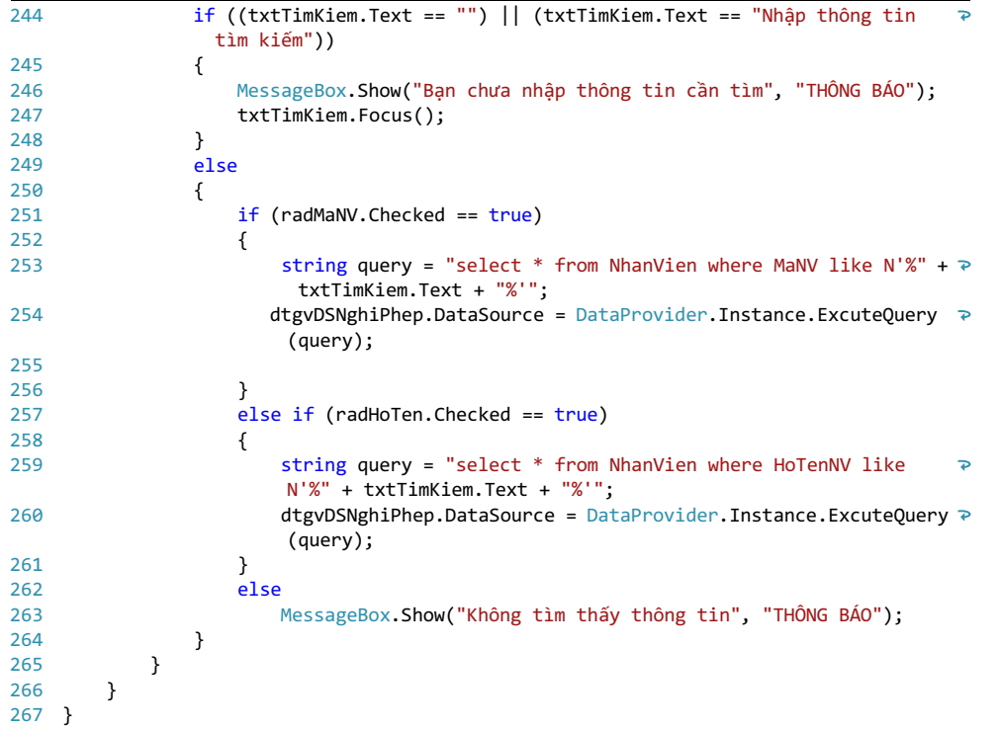 244 if ((txtTimKiem.Text == "") || (txtTimKiem.Text == "Nhập thông tin
tìm kiếm"))
245 {
246 MessageBox.Show("Bạn chưa nhập thông tin cần tìm", "THÔNG BÁO");
247 txtTimKiem.Focus();
248 }
249 else
250 {
251 if (radMaNV.Checked == true)
252 {
253 string query = "select * from NhanVien where MaNV like N'%" +
txtTimKiem.Text + "%'";
254 dtgvDSNghiPhep.DataSource = DataProvider.Instance.ExcuteQuery
(query);
255
256 }
257 else if (radHoTen.Checked == true)
258 {
259 string query = "select * from NhanVien where HoTenNV like
N'%" + txtTimKiem.Text + "%'";
260 dtgvDSNghiPhep.DataSource = DataProvider.Instance.ExcuteQuery
(query);
261 }
262 else
263 MessageBox.Show("Không tìm thấy thông tin", "THÔNG BÁO");
264 }
265 }
266 }
267 }